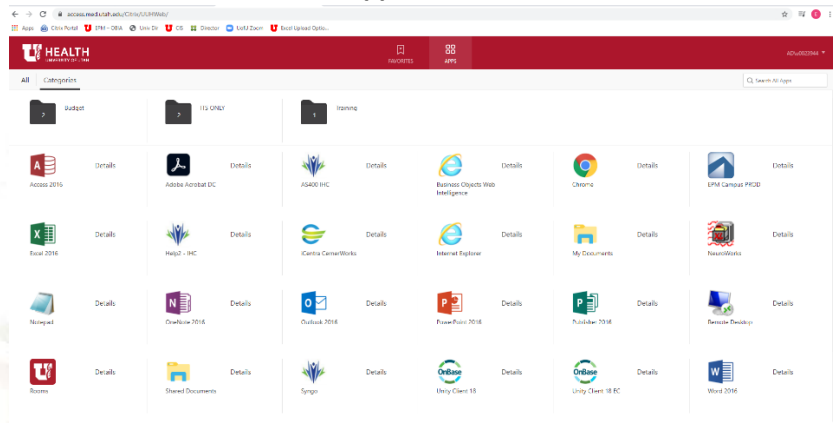 access.med.utah.edu/Citrix/UUHWeb/
Apps Citrix Portal EPM - OBIA Univ Dir CIS Director UofU Zoom Excel Upload Optio...
U HEALTH
UNIVERSITY OF UTAH
FAVORITES APPS
All Categories Search All Apps
Budget ITS ONLY Training
2 2 1
Details Details Details Details Details Details
Access 2016 Adobe Acrobat DC AS400 IHC Business Objects Web Intelligence Chrome EPM Campus PROD
Details Details Details Details Details Details
Excel 2016 Help2 - IHC iCentra CernerWorks Internet Explorer My Documents NeuroWorks
Details Details Details Details Details Details
Notepad OneNote 2016 Outlook 2016 PowerPoint 2016 Publisher 2016 Remote Desktop
OnBase OnBase
Details Details Details Details Details Details
Rooms Shared Documents Syngo Unity Client 18 Unity Client 18 EC Word 2016